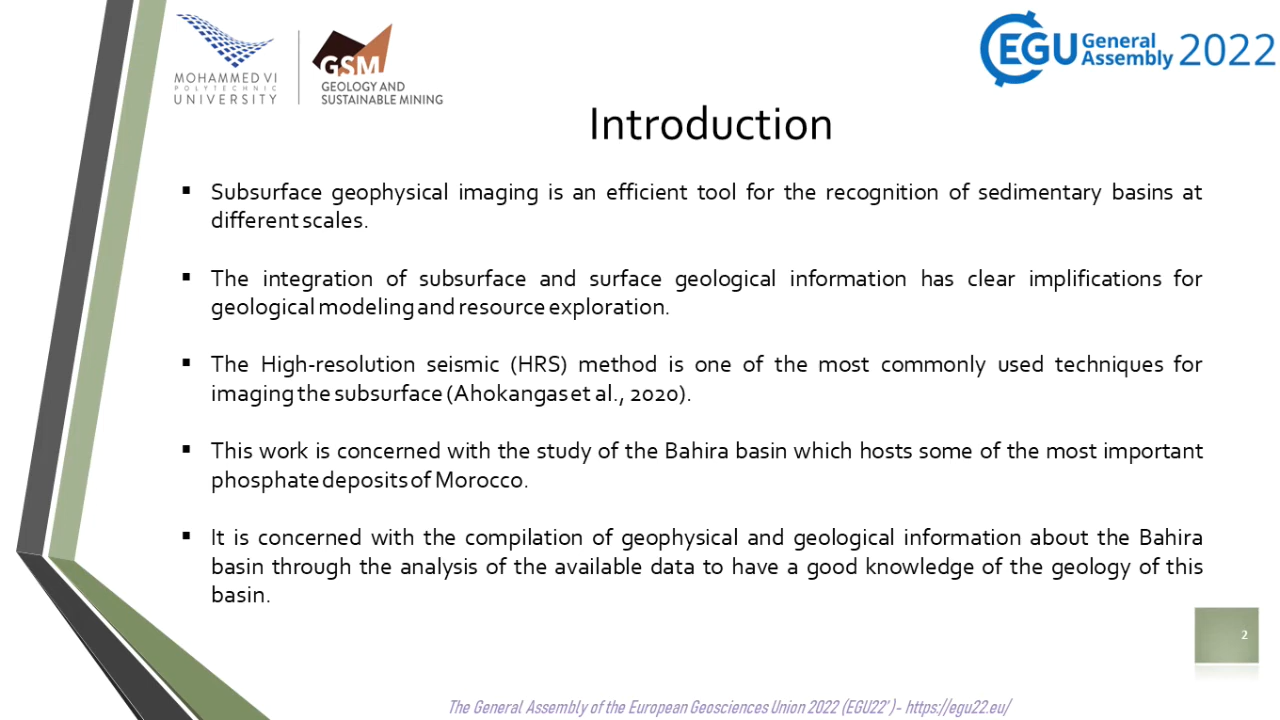 MOHAMMED VI
POLYTECHNIC
UNIVERSITY
GSM
GEOLOGY AND
SUSTAINABLE MINING
EGU General
Assembly 2022
Introduction
▪ Subsurface geophysical imaging is an efficient tool for the recognition of sedimentary basins at
different scales.
▪ The integration of subsurface and surface geological information has clear implifications for
geological modeling and resource exploration.
▪ The High-resolution seismic (HRS) method is one of the most commonly used techniques for
imaging the subsurface (Ahokangas et al., 2020).
▪ This work is concerned with the study of the Bahira basin which hosts some of the most important
phosphate deposits of Morocco.
▪ It is concerned with the compilation of geophysical and geological information about the Bahira
basin through the analysis of the available data to have a good knowledge of the geology of this
basin.
2
The General Assembly of the European Geosciences Union 2022 (EGU22’)- https://egu22.eu/